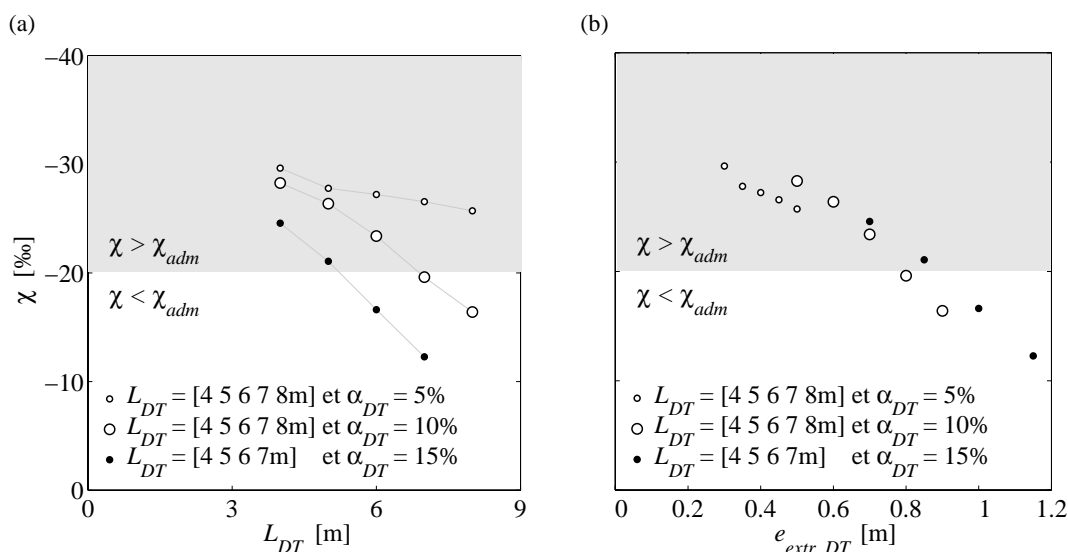 (a)
−40
−30
−20
−10
0
χ [‰]
χ > χadm
χ < χadm
LDT = [4 5 6 7 8m] et αDT = 5%
LDT = [4 5 6 7 8m] et αDT = 10%
LDT = [4 5 6 7m] et αDT = 15%
0 3 6 9
LDT [m]
(b)
χ > χadm
χ < χadm
LDT = [4 5 6 7 8m] et αDT = 5%
LDT = [4 5 6 7 8m] et αDT = 10%
LDT = [4 5 6 7m] et αDT = 15%
0 0.2 0.4 0.6 0.8 1 1.2
eextr, DT [m]